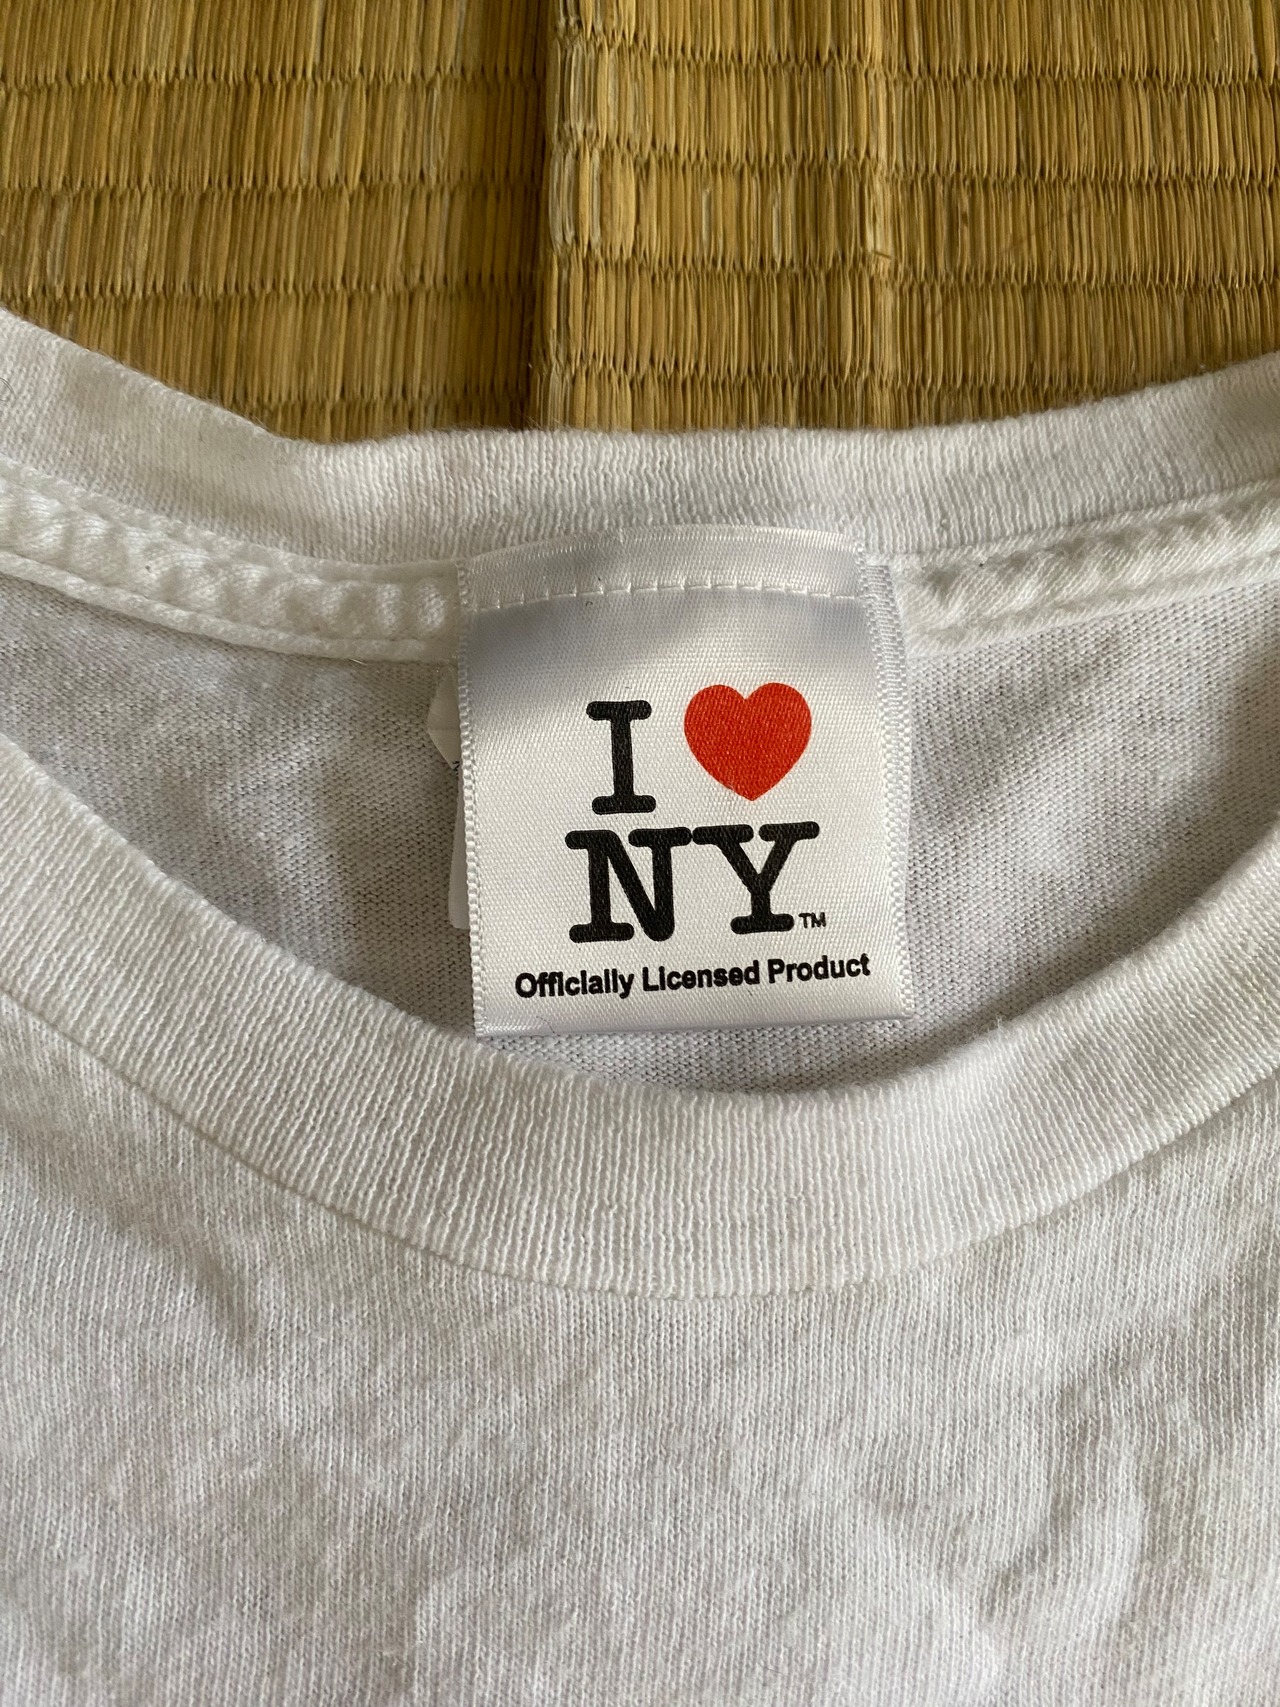 I ❤ 
NY™
Officially Licensed Product